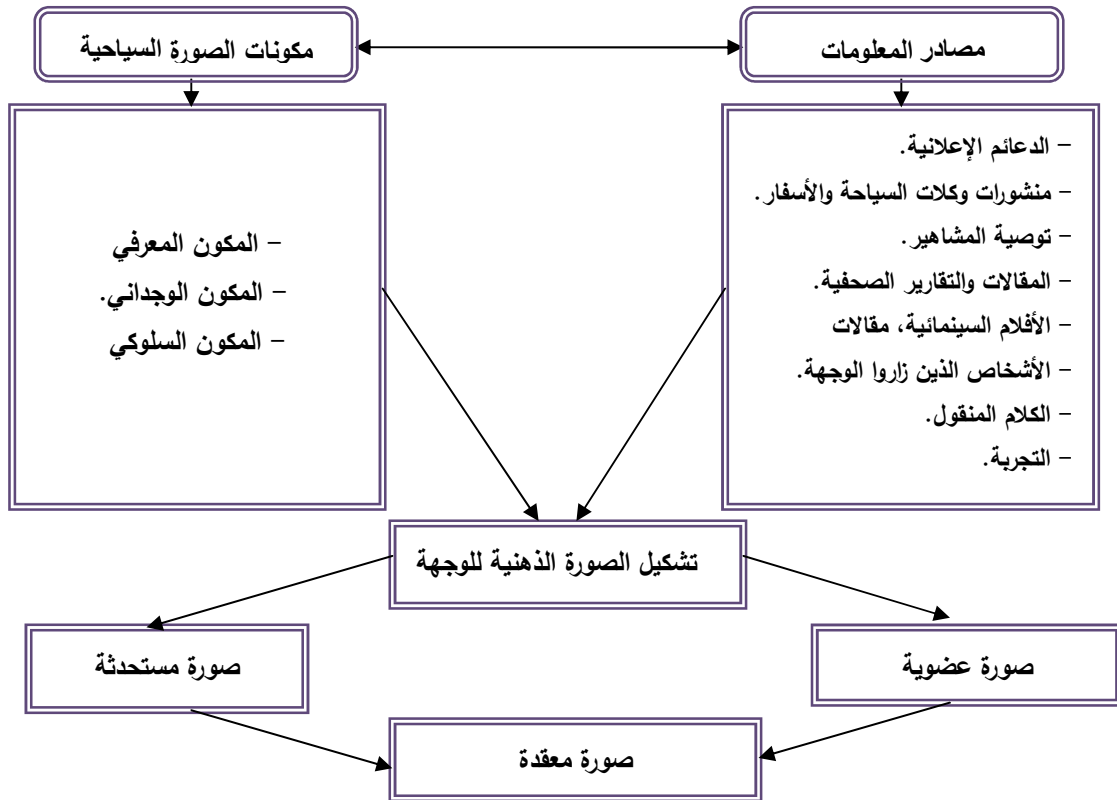 مصادر المعلومات
مكونات الصورة السياحية
– الدعائم الإعلانية.
– منشورات وكلات السياحة والأسفار.
– توصية المشاهير.
– المقالات والتقارير الصحفية.
– الأفلام السينمائية، مقالات
– الأشخاص الذين زاروا الوجهة.
– الكلام المنقول.
– التجربة.
– المكون المعرفي
– المكون الوجداني.
– المكون السلوكي
تشكيل الصورة الذهنية للوجهة
صورة عضوية
صورة مستحدثة
صورة معقدة